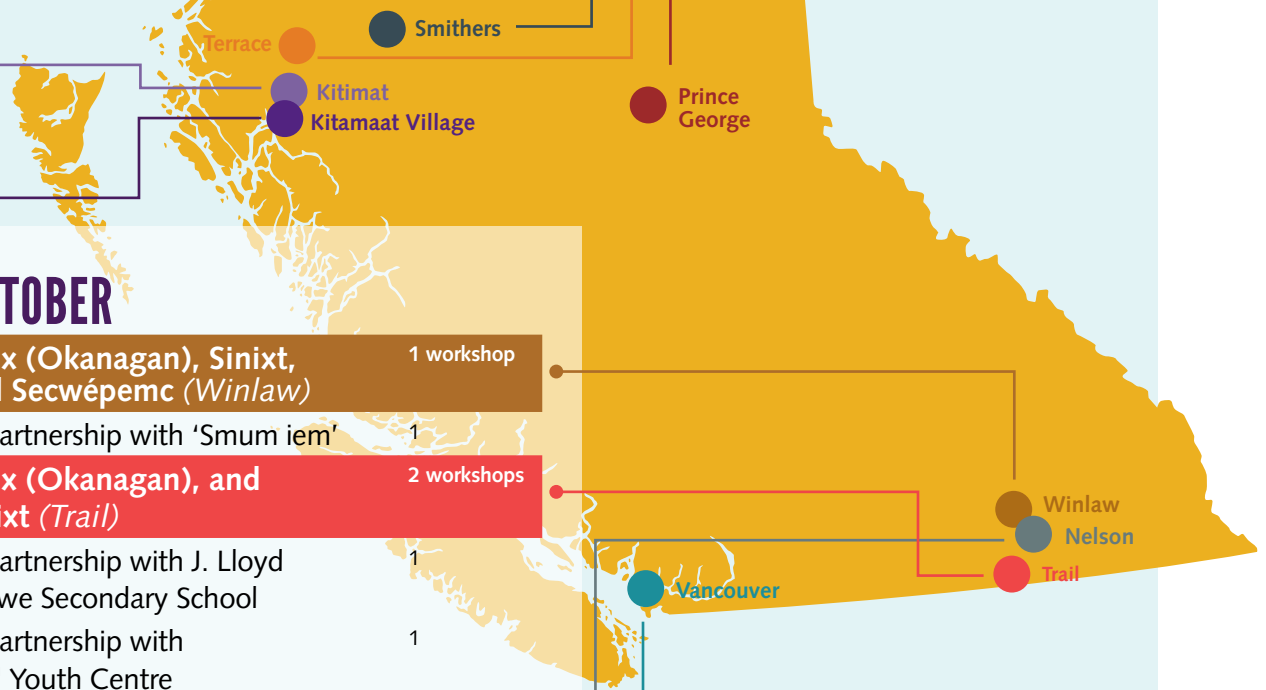 Smithers
Terrace
Kitimat
Kitamaat Village
Prince
George
TOBER
x (Okanagan), Sinixt,
Secwépemc (Winlaw)
1 workshop
artnership with ‘Smum iem’
1
x (Okanagan), and
ixt (Trail)
2 workshops
artnership with J. Lloyd
we Secondary School
1
artnership with
Youth Centre
1
Winlaw
Nelson
Trail
Vancouver